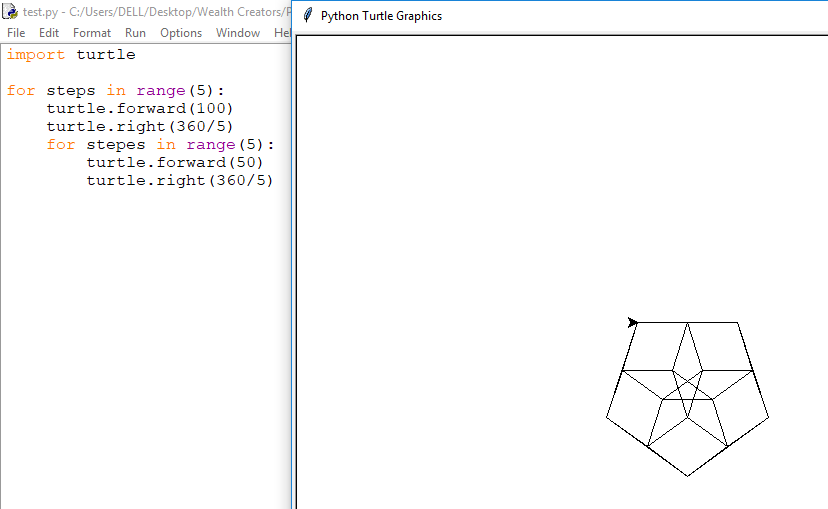 test.py - C:/Users/DELL/Desktop/Wealth Creators/P
Python Turtle Graphics
File Edit Format Run Options Window Hel
import turtle
for steps in range(5):
    turtle.forward(100)
    turtle.right(360/5)
    for stepes in range(5):
        turtle.forward(50)
        turtle.right(360/5)